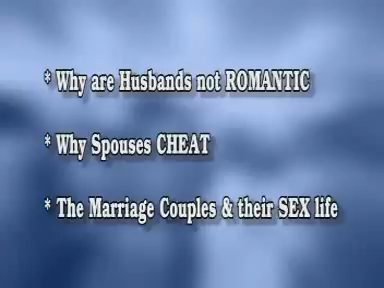 * Why are Husbands not ROMANTIC
* Why Spouses CHEAT
* The Marriage Couples & their SEX life